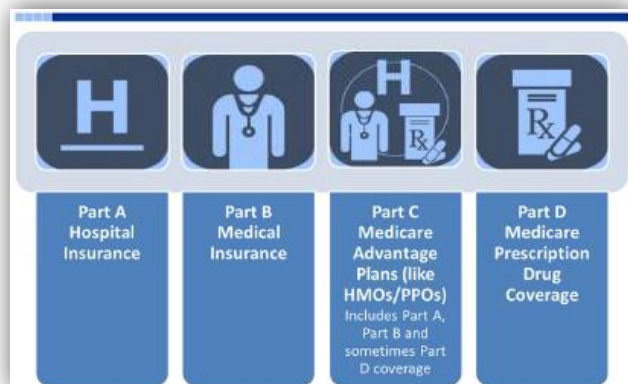 H
H
Rx
Rx
Part A
Hospital
Insurance
Part B
Medical
Insurance
Part C
Medicare
Advantage
Plans (like
HMOs/PPOs)
Includes Part A,
Part B and
sometimes Part
D coverage
Part D
Medicare
Prescription
Drug
Coverage